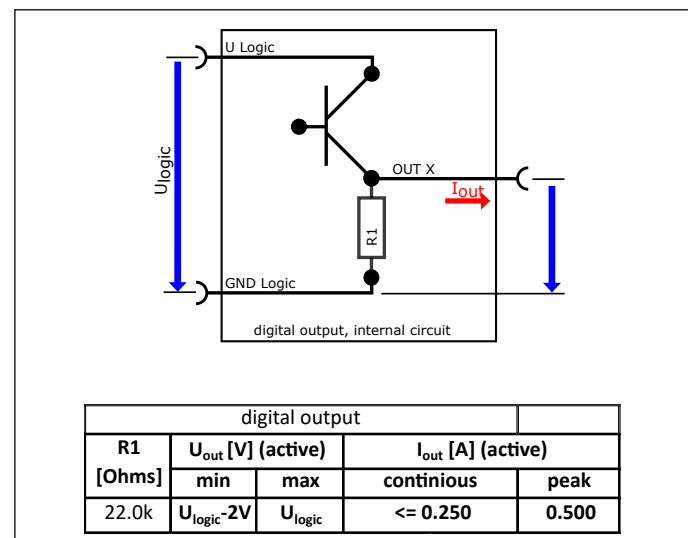 U Logic
Ulogic
OUT X
Iout
R1
GND Logic
digital output, internal circuit
digital output
R1 [Ohms] Uout [V] (active) Iout [A] (active)
min max continious peak
22.0k Ulogic-2V Ulogic <= 0.250 0.500